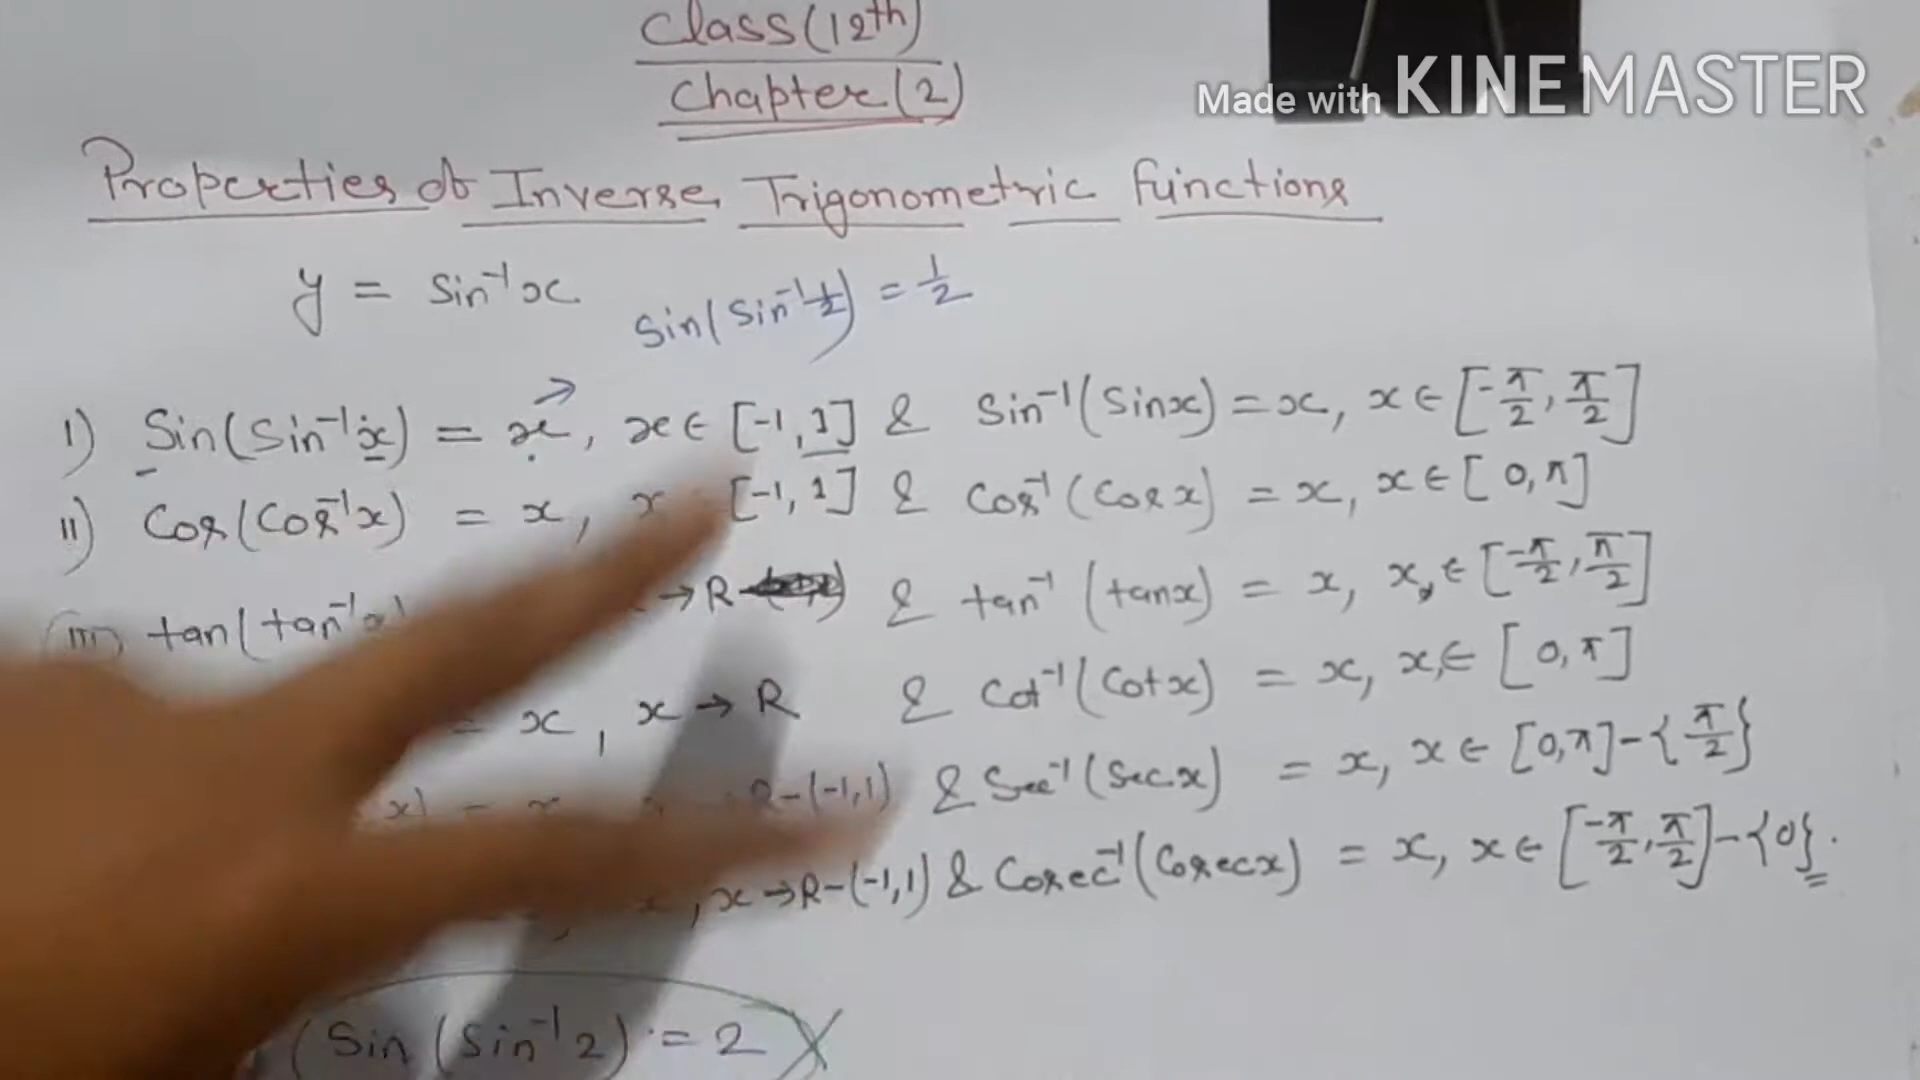 Class(12th)
Chapter(2)
Made with KINEMASTER
Properties of Inverse Trigonometric functions
y = Sin⁻¹x
Sin(Sin⁻¹½) = ½
I) Sin(Sin⁻¹x) = x, x∈[-1,1] & Sin⁻¹(Sinx) = x, x∈[-π/2, π/2]
II) Cos(Cos⁻¹x) = x, x [-1,1] & Cos⁻¹(Cosx) = x, x∈[0,π]
III) tan(tan⁻¹x) → R & tan⁻¹(tanx) = x, x∈[-π/2, π/2]
= x, x → R & Cot⁻¹(Cotx) = x, x∈[0,π]
x) = x, R-(-1,1) & Sec⁻¹(Secx) = x, x∈[0,π]-{π/2}
x, x→R-(-1,1) & Cosec⁻¹(Cosecx) = x, x∈[-π/2, π/2]-{0}.
(Sin(Sin⁻¹2) = 2 X